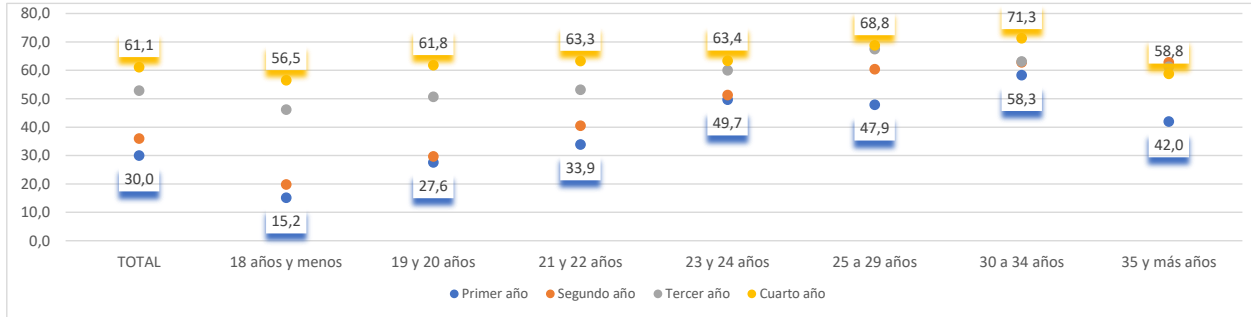 80,0
70,0
60,0
50,0
40,0
30,0
20,0
10,0
0,0
61,1
56,5
61,8
63,3
63,4
68,8
71,3
58,8
30,0
15,2
27,6
33,9
49,7
47,9
58,3
42,0
TOTAL
18 años y menos
19 y 20 años
21 y 22 años
23 y 24 años
25 a 29 años
30 a 34 años
35 y más años
Primer año
Segundo año
Tercer año
Cuarto año